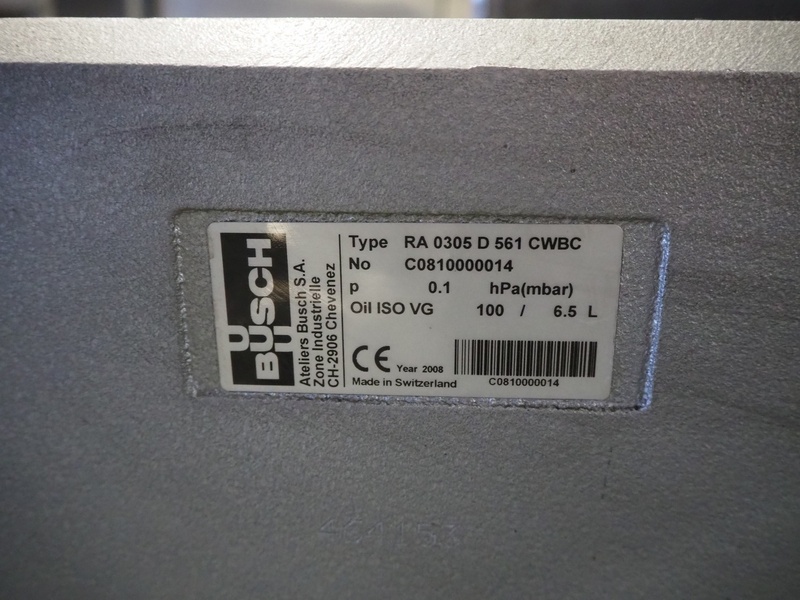 BUSCH
Ateliers Busch S.A.
Zone Industrielle
CH-2906 Chevenez
Type RA 0305 D 561 CWBC
No C0810000014
p 0.1 hPa(mbar)
Oil ISO VG 100 / 6.5 L
CE Year 2008
Made in Switzerland
C0810000014